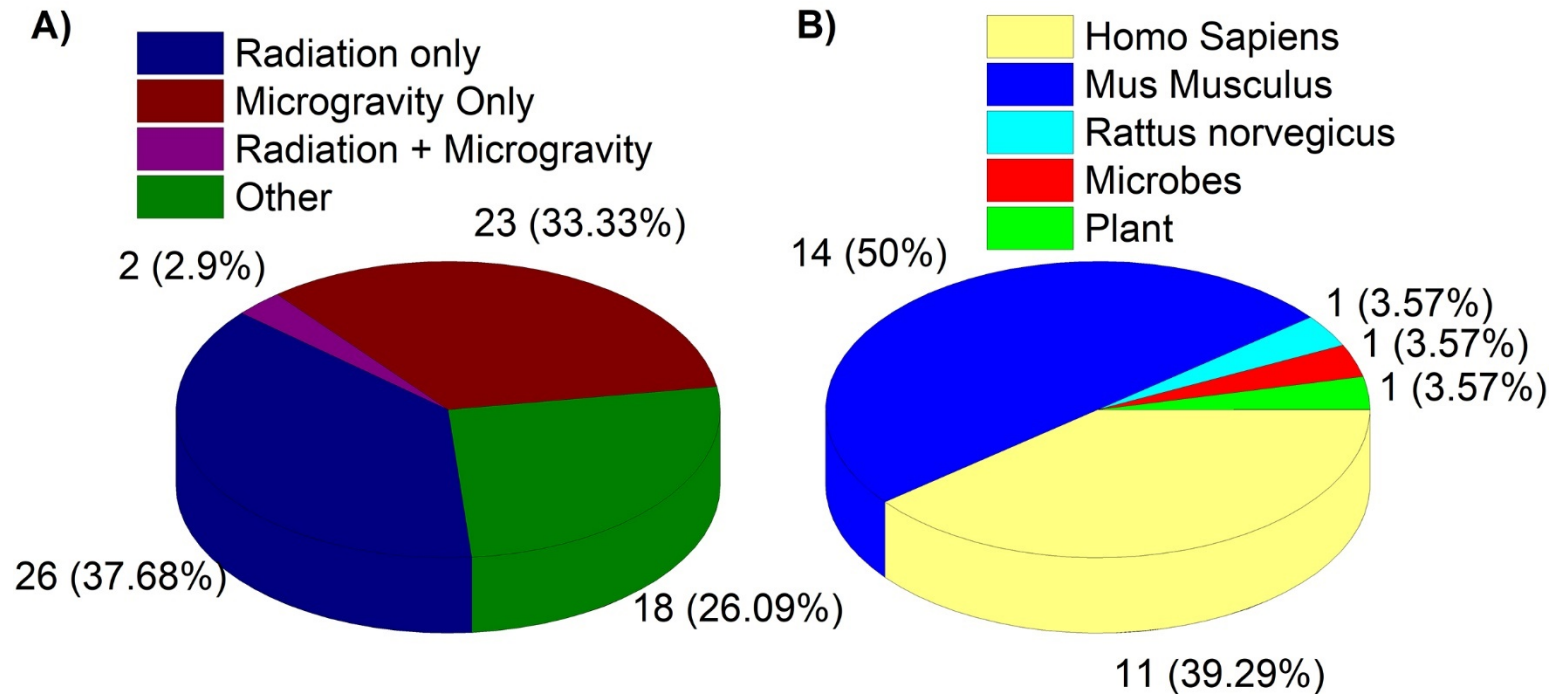 A)
Radiation only
Microgravity Only
Radiation + Microgravity
Other
23 (33.33%)
2 (2.9%)
26 (37.68%)
18 (26.09%)
B)
Homo Sapiens
Mus Musculus
Rattus norvegicus
Microbes
Plant
14 (50%)
1 (3.57%)
1 (3.57%)
1 (3.57%)
11 (39.29%)